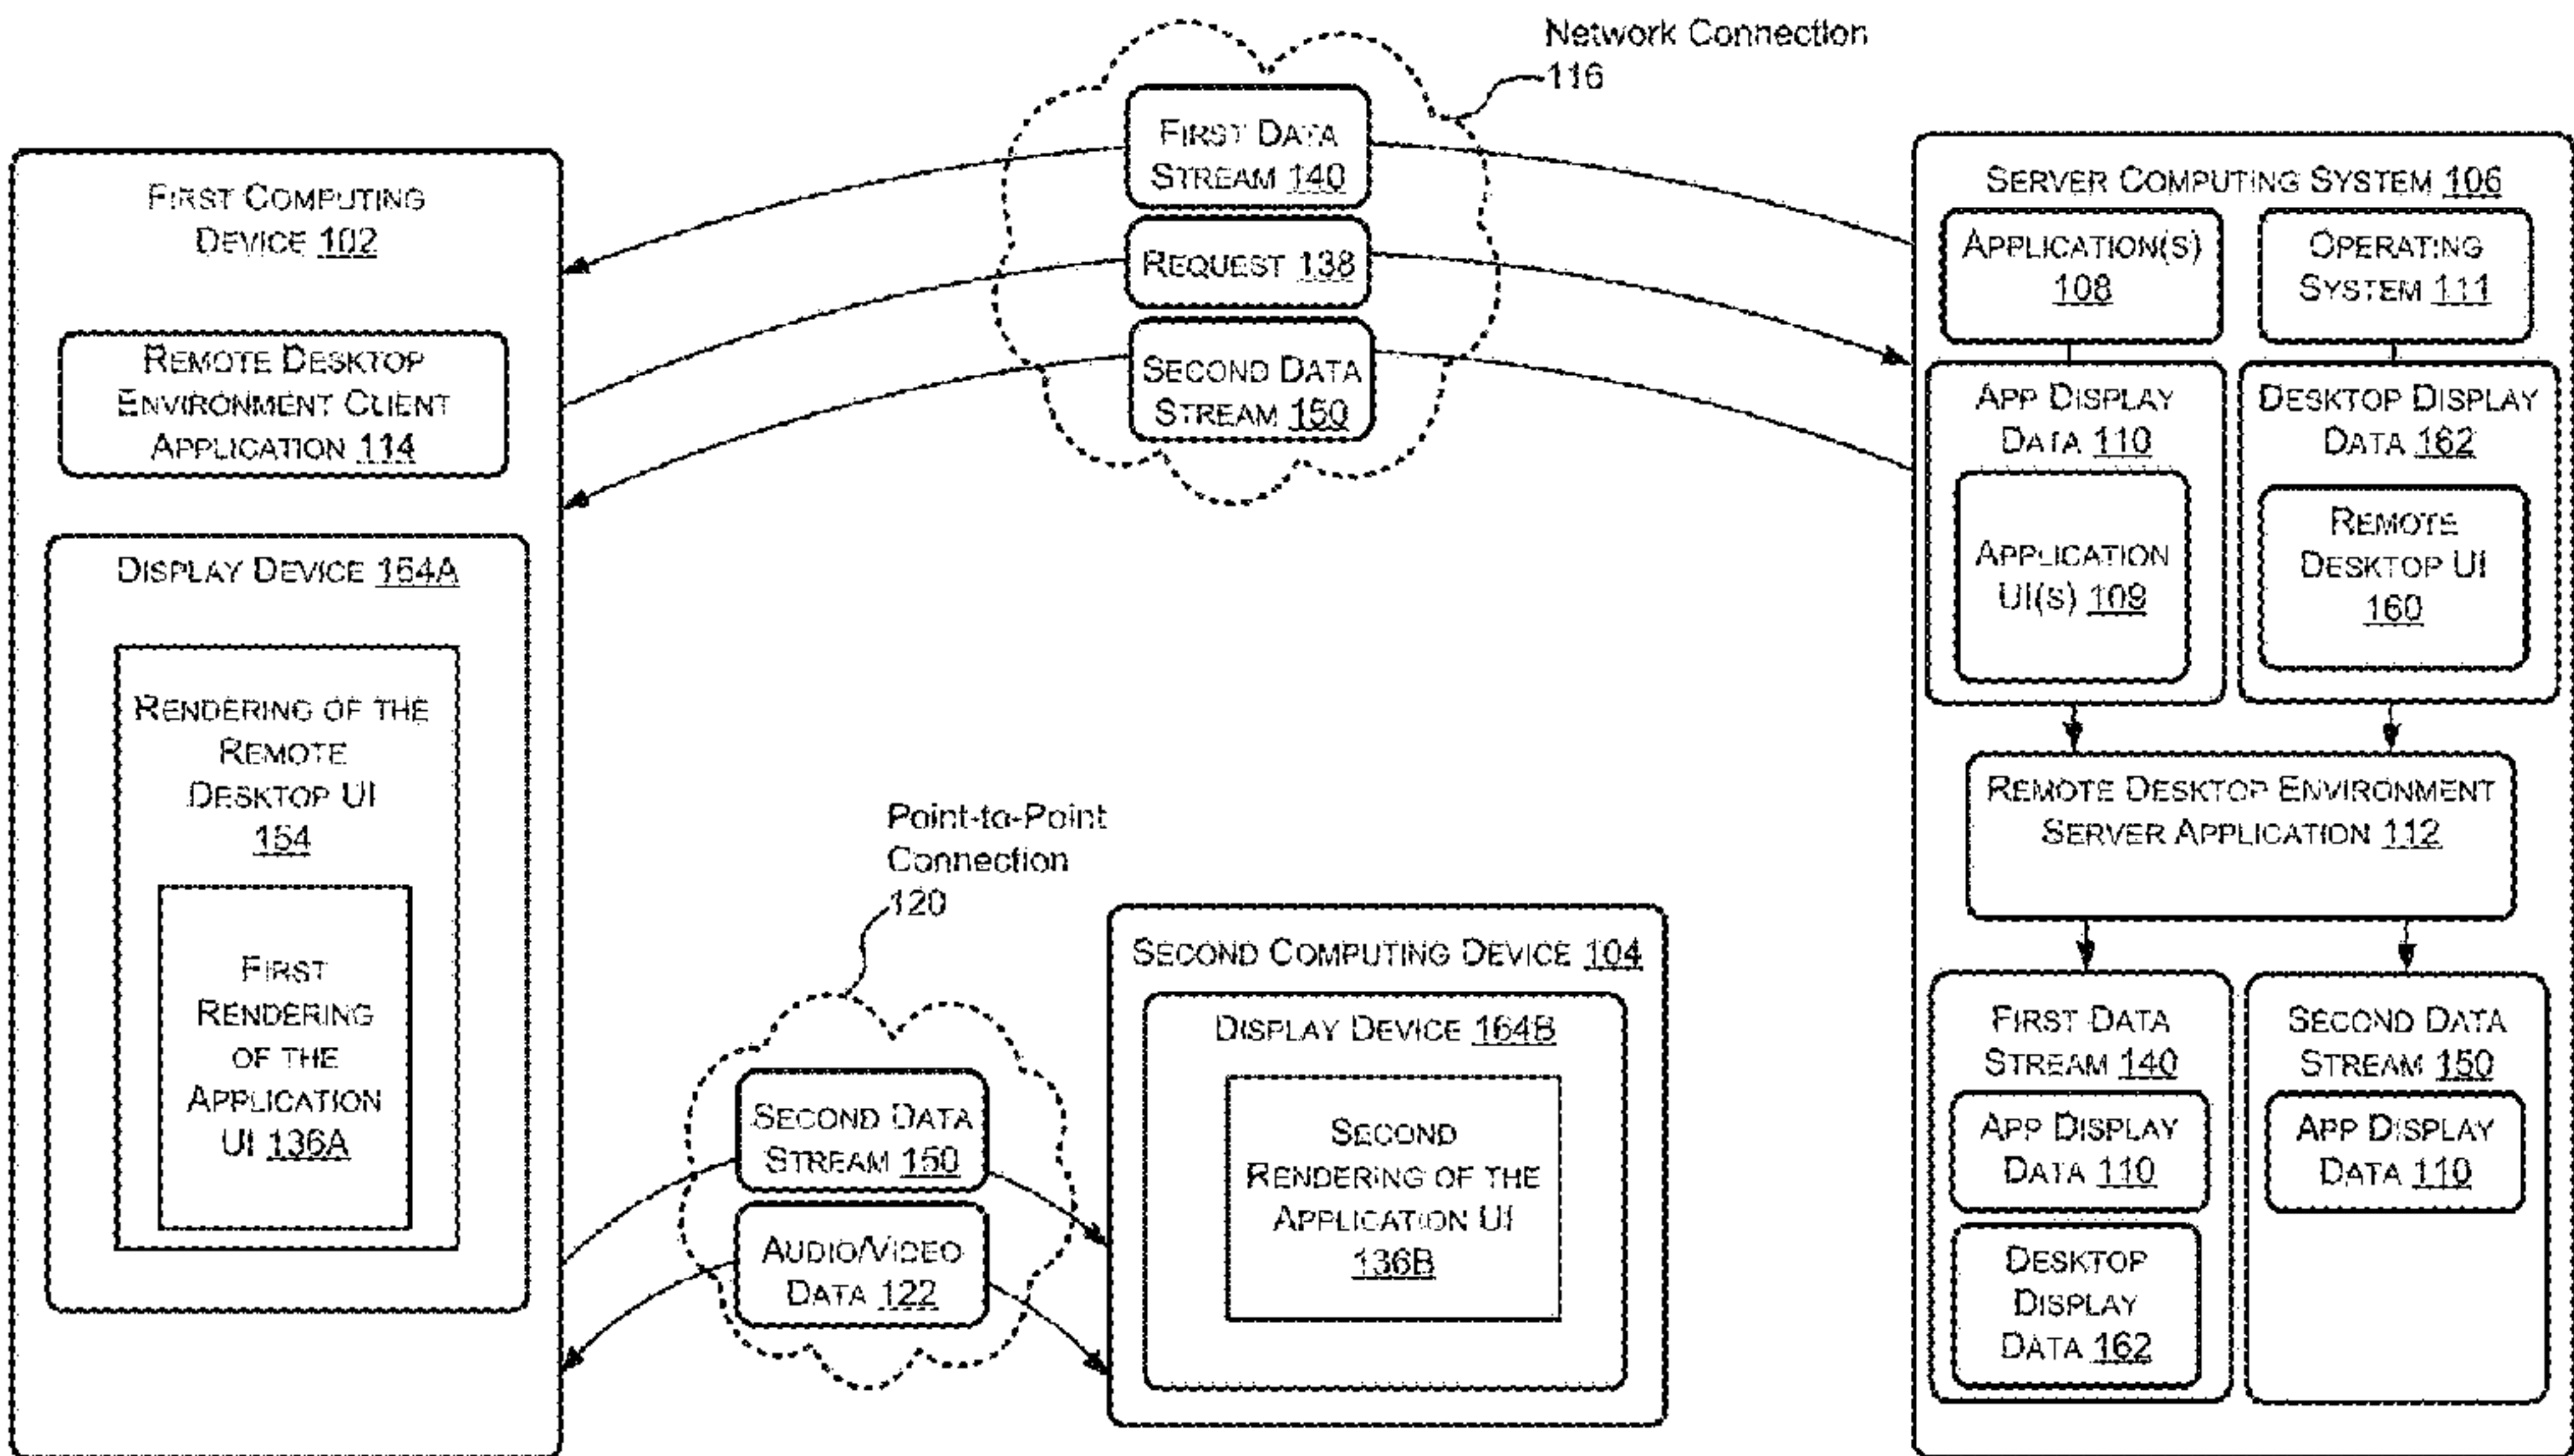 Network Connection
116
FIRST DATA
STREAM 140
REQUEST 138
SECOND DATA
STREAM 150
FIRST COMPUTING
DEVICE 102
REMOTE DESKTOP
ENVIRONMENT CLIENT
APPLICATION 114
DISPLAY DEVICE 164A
RENDERING OF THE
REMOTE
DESKTOP UI
154
FIRST
RENDERING
OF THE
APPLICATION
UI 136A
Point-to-Point
Connection
120
SECOND DATA
STREAM 150
AUDIO/VIDEO
DATA 122
SECOND COMPUTING DEVICE 104
DISPLAY DEVICE 164B
SECOND
RENDERING OF THE
APPLICATION UI
136B
SERVER COMPUTING SYSTEM 106
APPLICATION(S)
108
OPERATING
SYSTEM 111
APP DISPLAY
DATA 110
APPLICATION
UI(S) 109
DESKTOP DISPLAY
DATA 162
REMOTE
DESKTOP UI
160
REMOTE DESKTOP ENVIRONMENT
SERVER APPLICATION 112
FIRST DATA
STREAM 140
APP DISPLAY
DATA 110
DESKTOP
DISPLAY
DATA 162
SECOND DATA
STREAM 150
APP DISPLAY
DATA 110